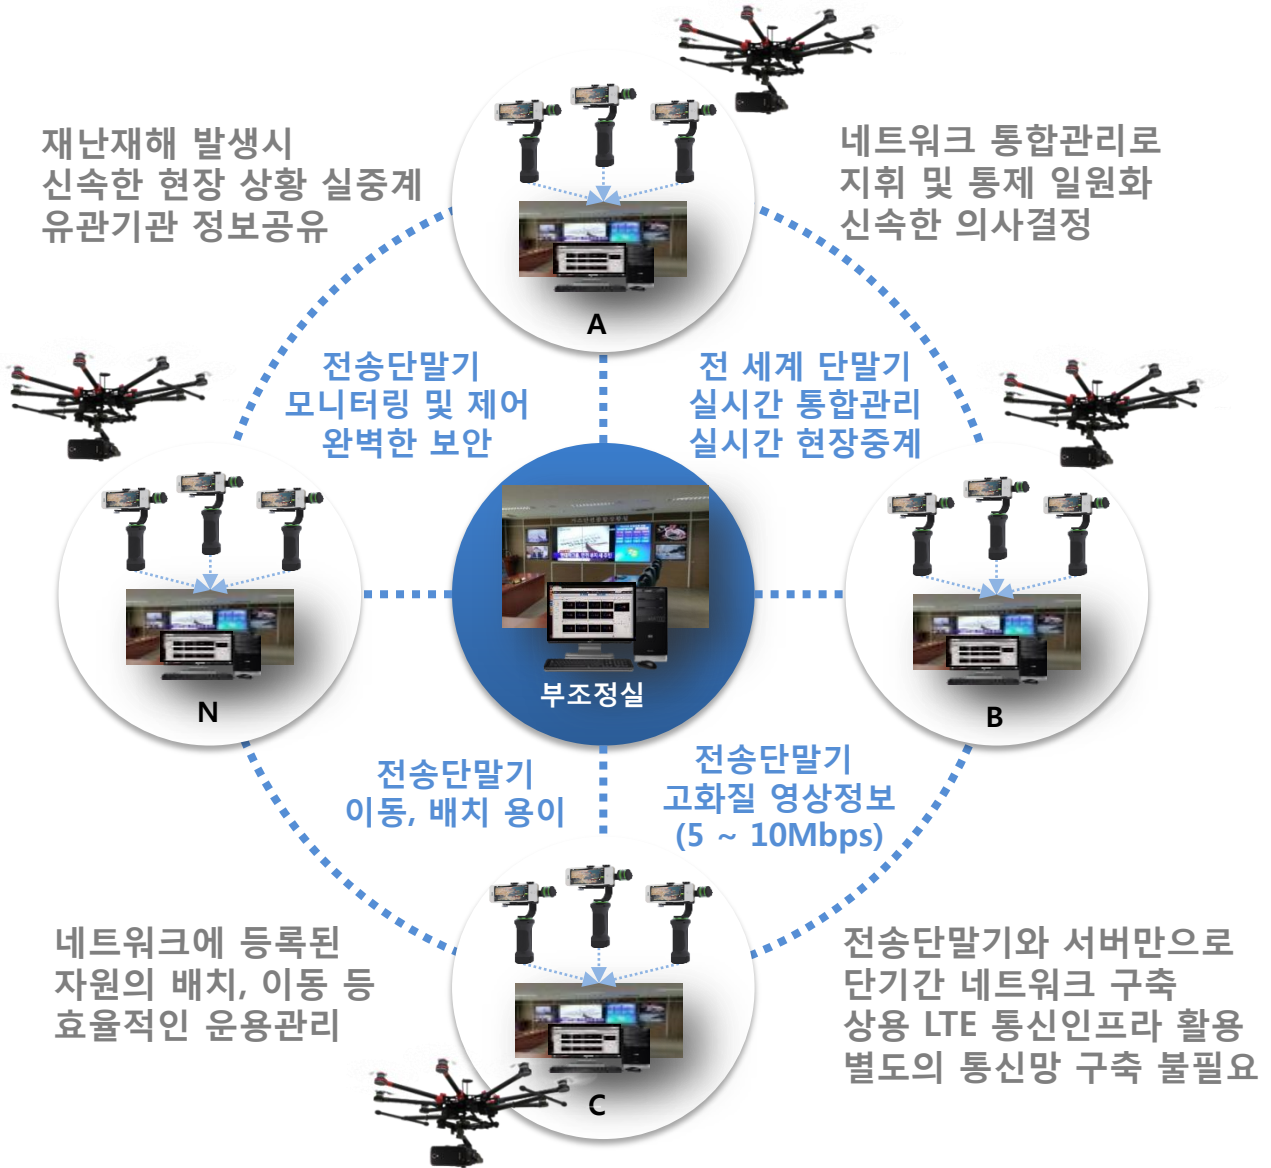 재난재해 발생시
신속한 현장 상황 실중계
유관기관 정보공유
네트워크 통합관리로
지휘 및 통제 일원화
신속한 의사결정
A
전송단말기
모니터링 및 제어
완벽한 보안
전 세계 단말기
실시간 통합관리
실시간 현장중계
N
부조정실
B
전송단말기
이동, 배치 용이
전송단말기
고화질 영상정보
(5 ~ 10Mbps)
네트워크에 등록된
자원의 배치, 이동 등
효율적인 운용관리
C
전송단말기와 서버만으로
단기간 네트워크 구축
상용 LTE 통신인프라 활용
별도의 통신망 구축 불필요